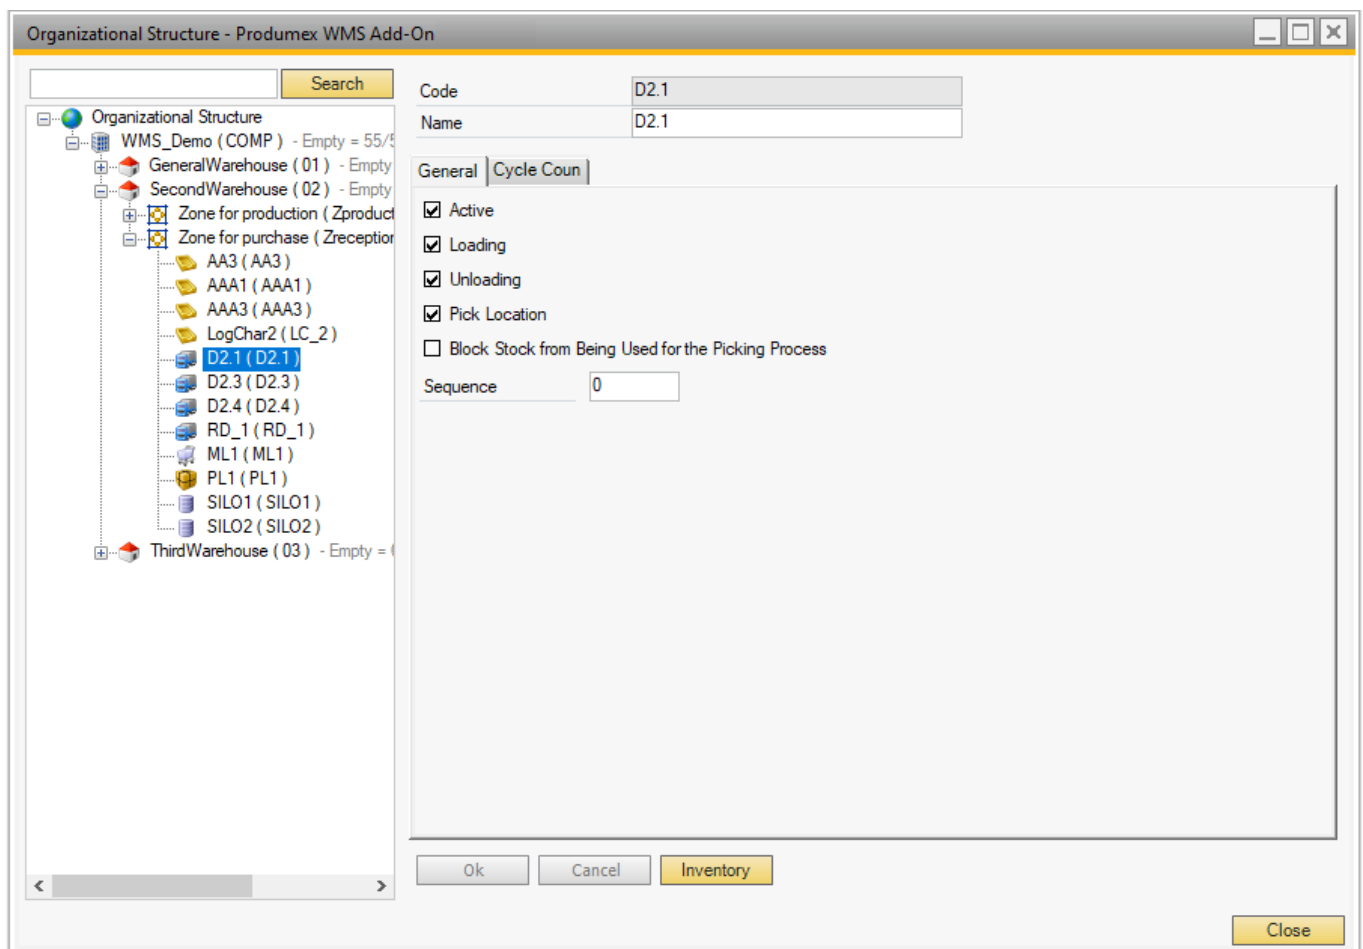 Organizational Structure - Produmex WMS Add-On
Search
Organizational Structure
WMS_Demo ( COMP ) - Empty = 55/
GeneralWarehouse ( 01 ) - Empty
SecondWarehouse ( 02 ) - Empty
Zone for production ( Zproduct
Zone for purchase ( Zreception
AA3 ( AA3 )
AAA1 ( AAA1 )
AAA3 ( AAA3 )
LogChar2 ( LC_2 )
D2.1 ( D2.1 )
D2.3 ( D2.3 )
D2.4 ( D2.4 )
RD_1 ( RD_1 )
ML1 ( ML1 )
PL1 ( PL1 )
SILO1 ( SILO1 )
SILO2 ( SILO2 )
ThirdWarehouse ( 03 ) - Empty =
Code D2.1
Name D2.1
General Cycle Coun
Active
Loading
Unloading
Pick Location
Block Stock from Being Used for the Picking Process
Sequence 0
Ok Cancel Inventory
Close